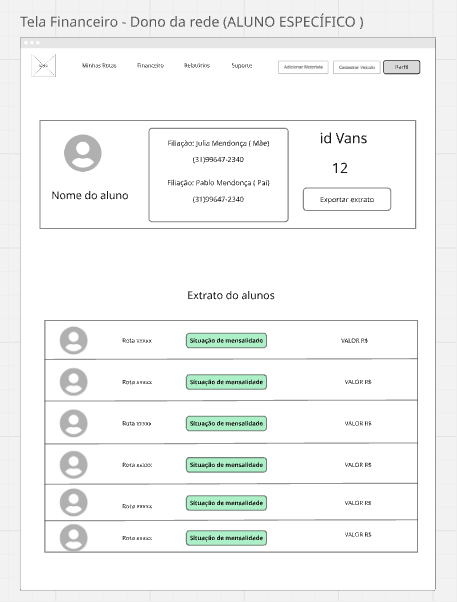 Tela Financeiro - Dono da rede (ALUNO ESPECÍFICO )
Minhas Rotas Financeiro Relatórios Suporte Adicionar Motorista Cadastrar Veículo Perfil
Filiação: Julia Mendonça ( Mãe)
(31)99647-2340
Filiação: Pablo Mendonça ( Pai)
(31)99647-2340
Nome do aluno
id Vans
12
Exportar extrato
Extrato do alunos
Rota xxxxx Situação de mensalidade VALOR R$
Rota xxxxx Situação de mensalidade VALOR R$
Rota xxxxx Situação de mensalidade VALOR R$
Rota xxxxx Situação de mensalidade VALOR R$
Rota xxxxx Situação de mensalidade VALOR R$
Rota xxxxx Situação de mensalidade VALOR R$